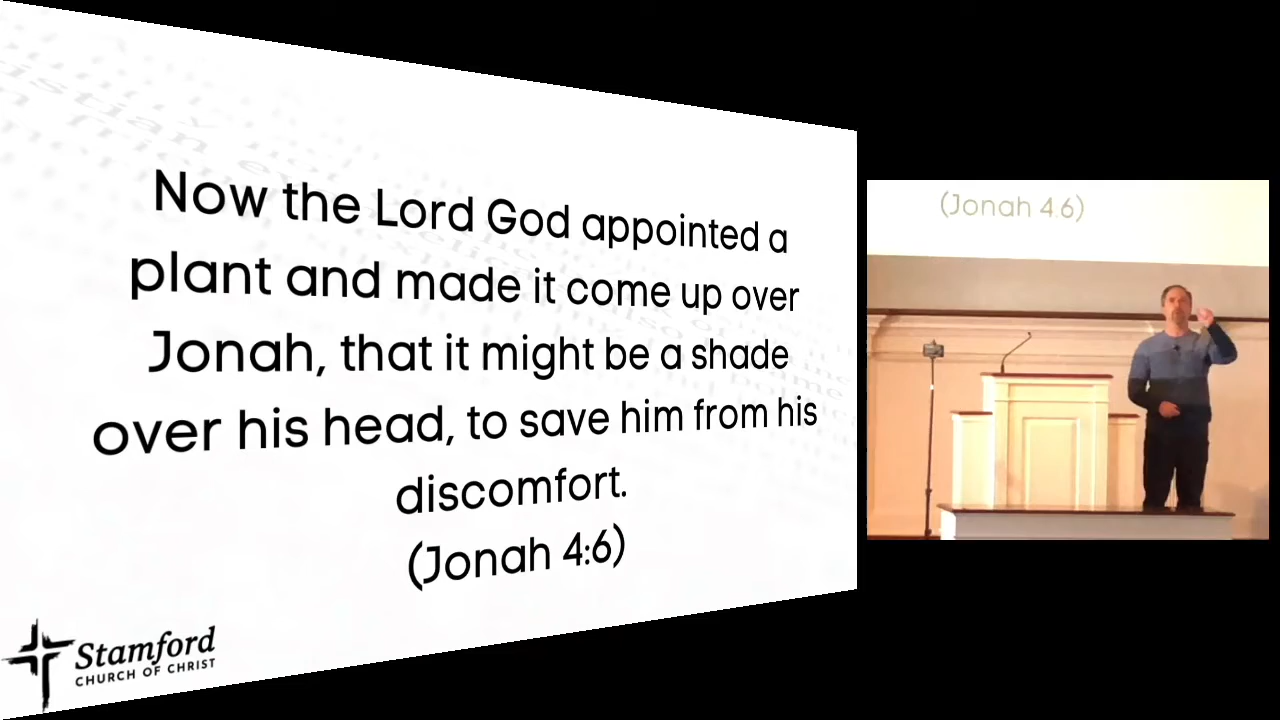 Now the Lord God appointed a
plant and made it come up over
Jonah, that it might be a shade
over his head, to save him from his
discomfort.
(Jonah 4:6)
Stamford
CHURCH OF CHRIST
(Jonah 4:6)